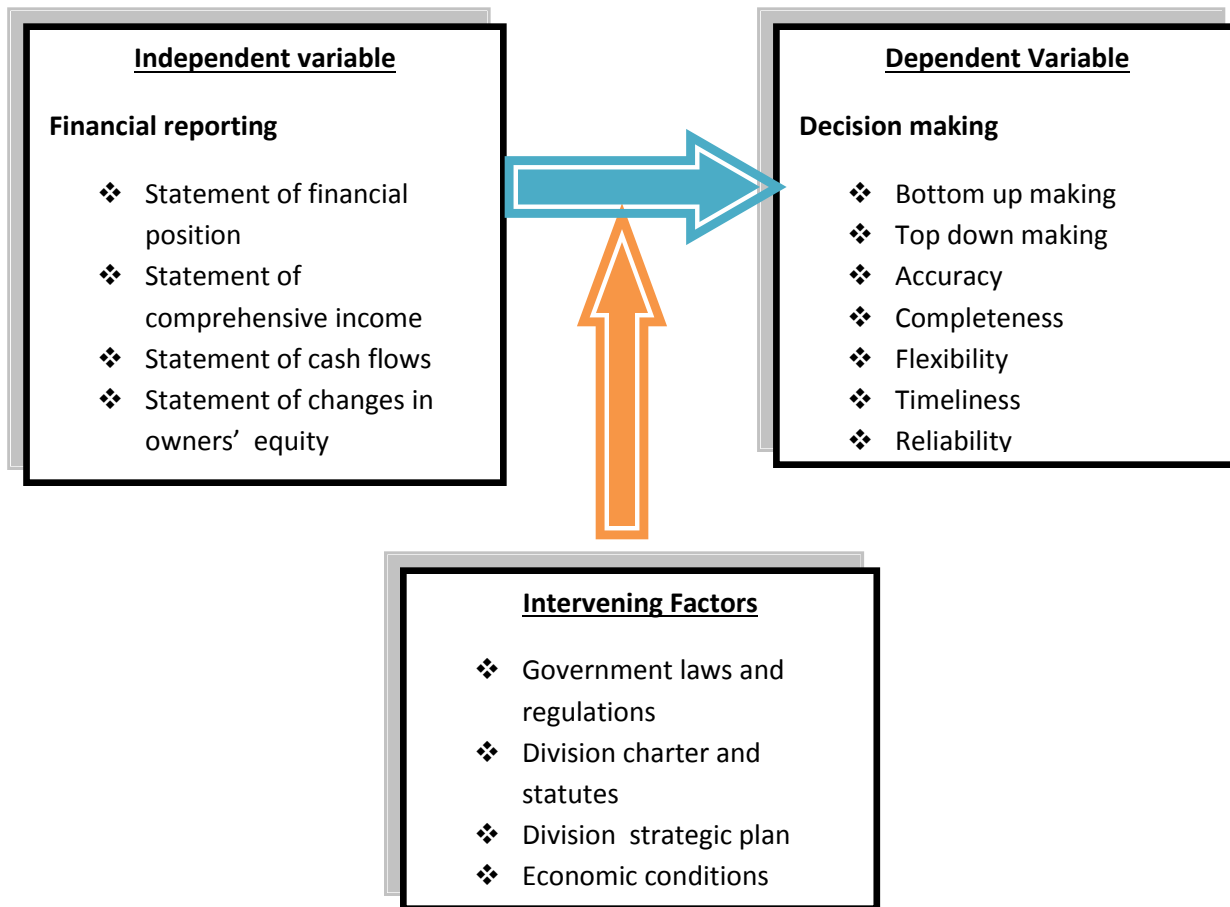 Independent variable
Financial reporting
❖ Statement of financial
position
❖ Statement of
comprehensive income
❖ Statement of cash flows
❖ Statement of changes in
owners’ equity
Dependent Variable
Decision making
❖ Bottom up making
❖ Top down making
❖ Accuracy
❖ Completeness
❖ Flexibility
❖ Timeliness
❖ Reliability
Intervening Factors
❖ Government laws and
regulations
❖ Division charter and
statutes
❖ Division strategic plan
❖ Economic conditions